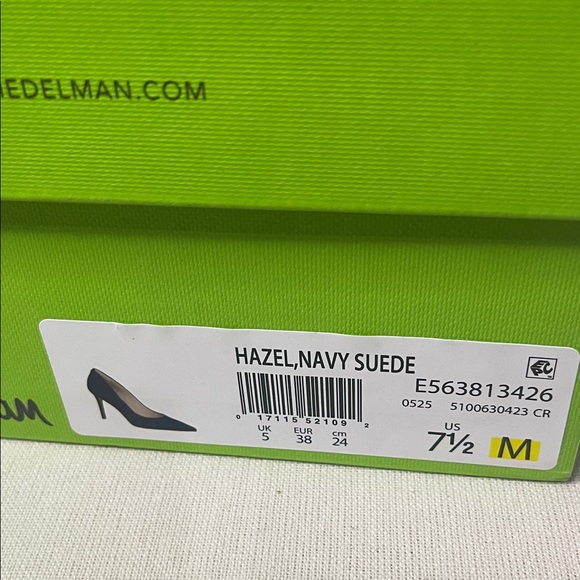 EDELMAN.COM
am
HAZEL,NAVY SUEDE
E563813426
0525 5100630423 CR
0 17115 52109 2
UK EUR cm US
5 38 24 7½ M